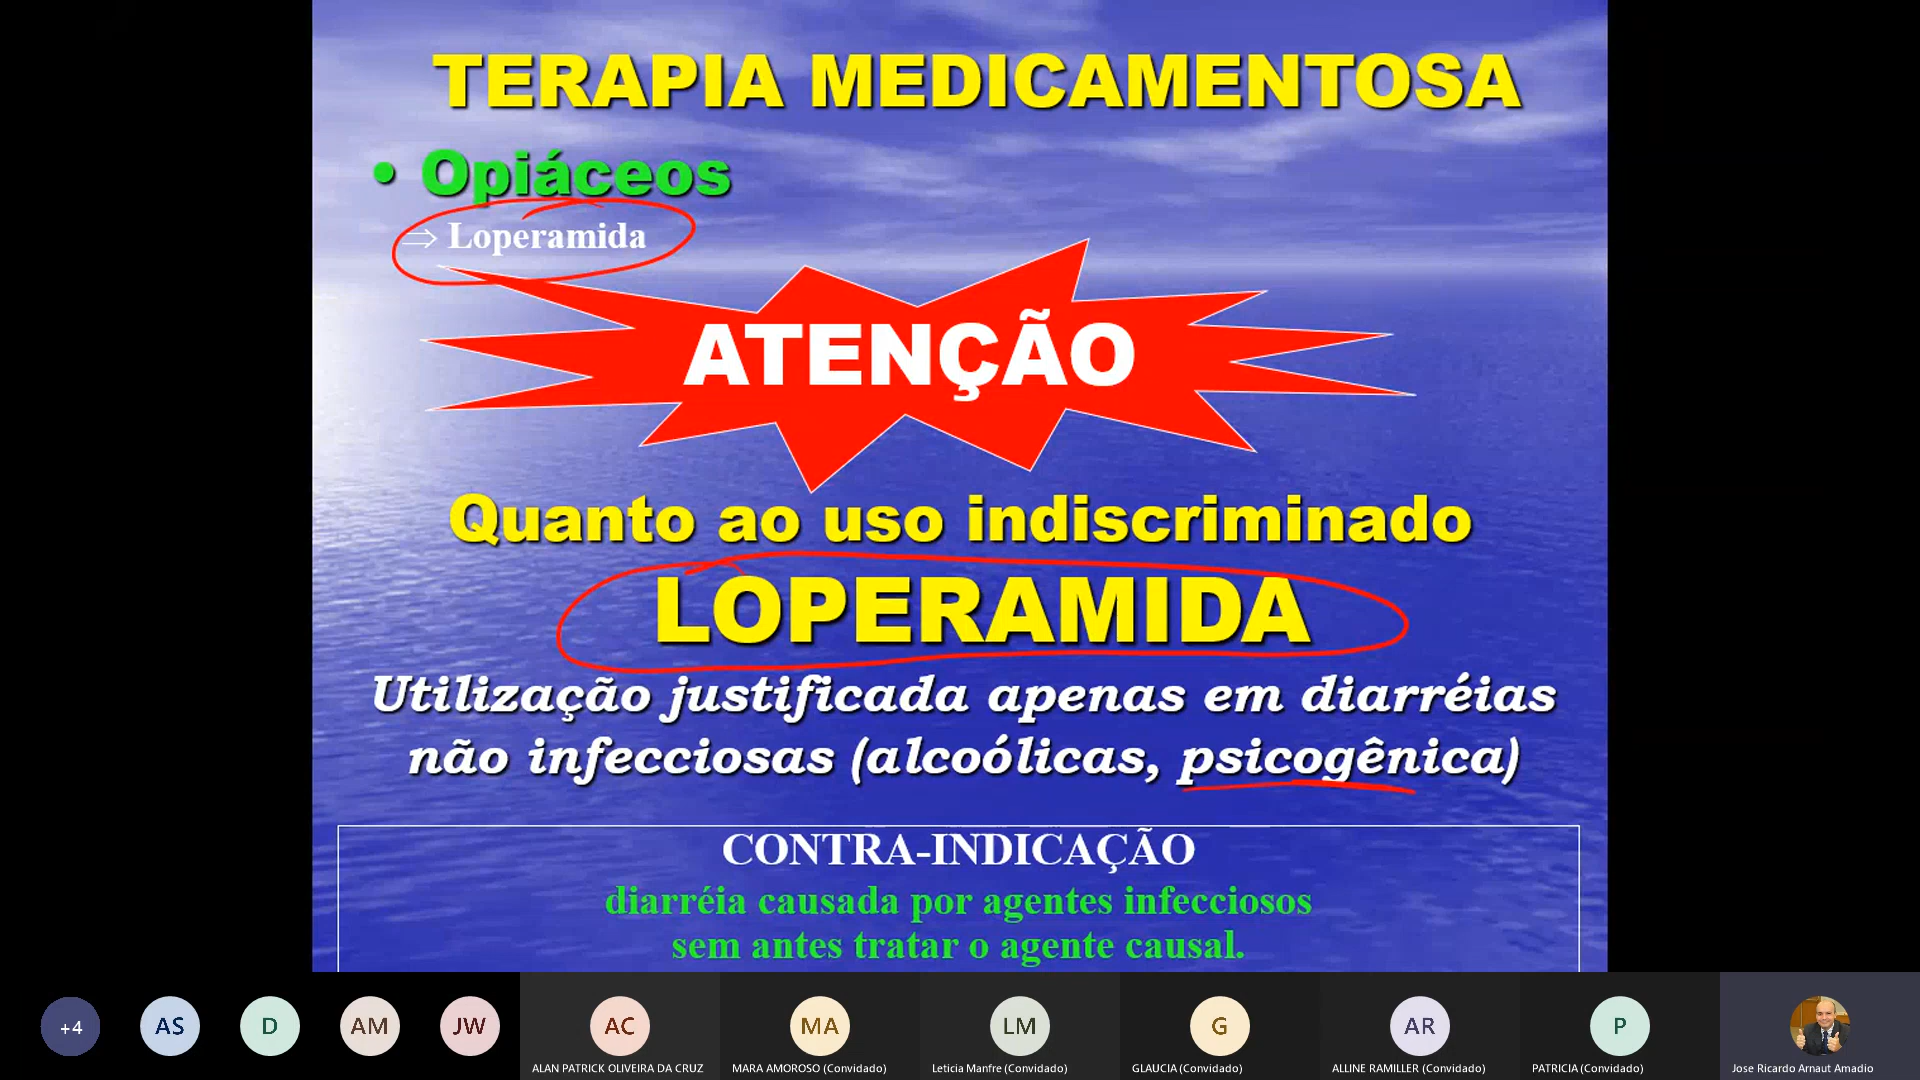 TERAPIA MEDICAMENTOSA
• Opiáceos
⇒ Loperamida
ATENÇÃO
Quanto ao uso indiscriminado
LOPERAMIDA
Utilização justificada apenas em diarréias
não infecciosas (alcoólicas, psicogênica)
CONTRA-INDICAÇÃO
diarréia causada por agentes infecciosos
sem antes tratar o agente causal.
+4 AS D AM JW AC MA LM G AR P
ALAN PATRICK OLIVEIRA DA CRUZ MARA AMOROSO (Convidado) Leticia Manfre (Convidado) GLAUCIA (Convidado) ALLINE RAMILLER (Convidado) PATRICIA (Convidado) Jose Ricardo Arnaut Amadio